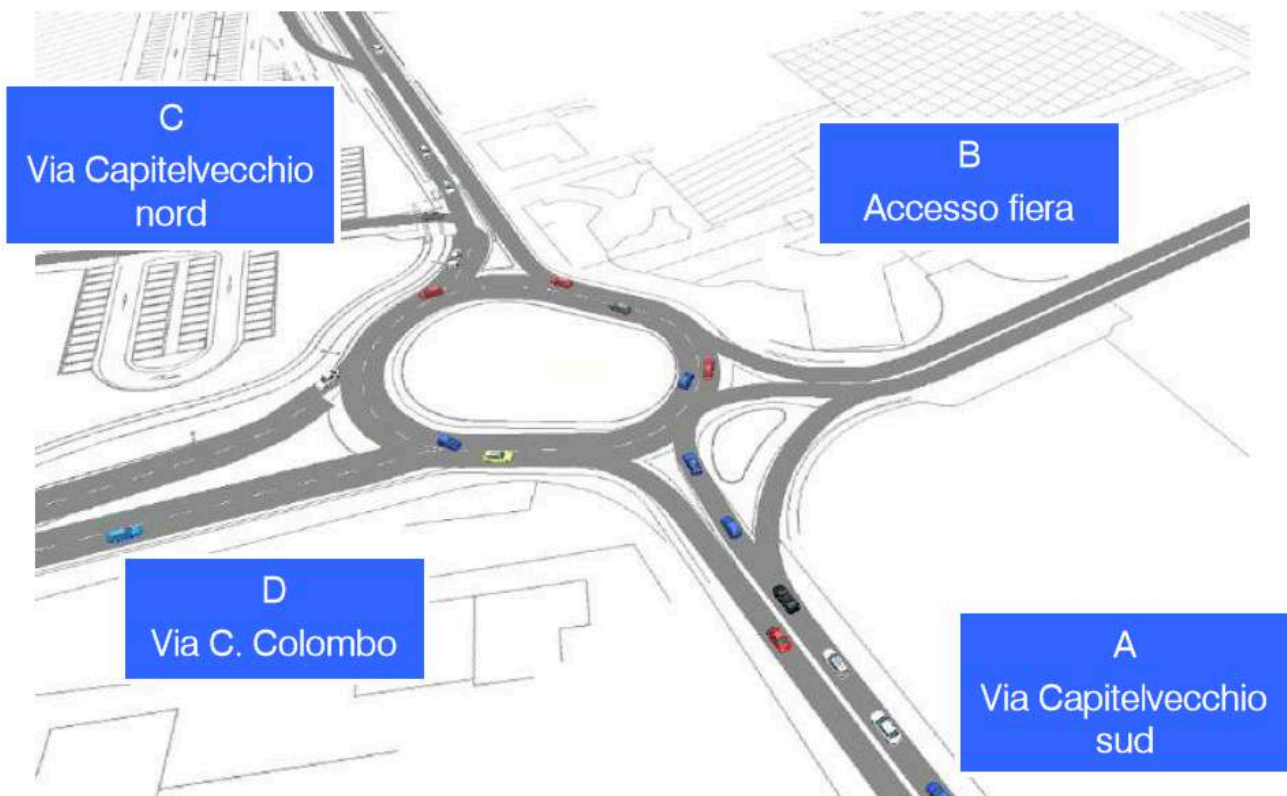 C
Via Capitelvecchio
nord
B
Accesso fiera
D
Via C. Colombo
A
Via Capitelvecchio
sud